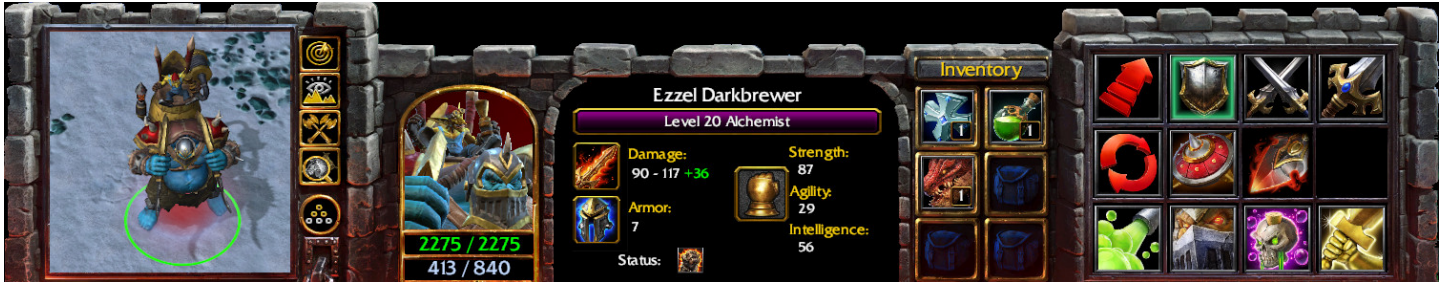 Ezzel Darkbrewer
Level 20 Alchemist
Damage:
90 - 117 +36
Armor:
7
Status:
Strength:
87
Agility:
29
Intelligence:
56
2275 / 2275
413 / 840
Inventory
1
1
1